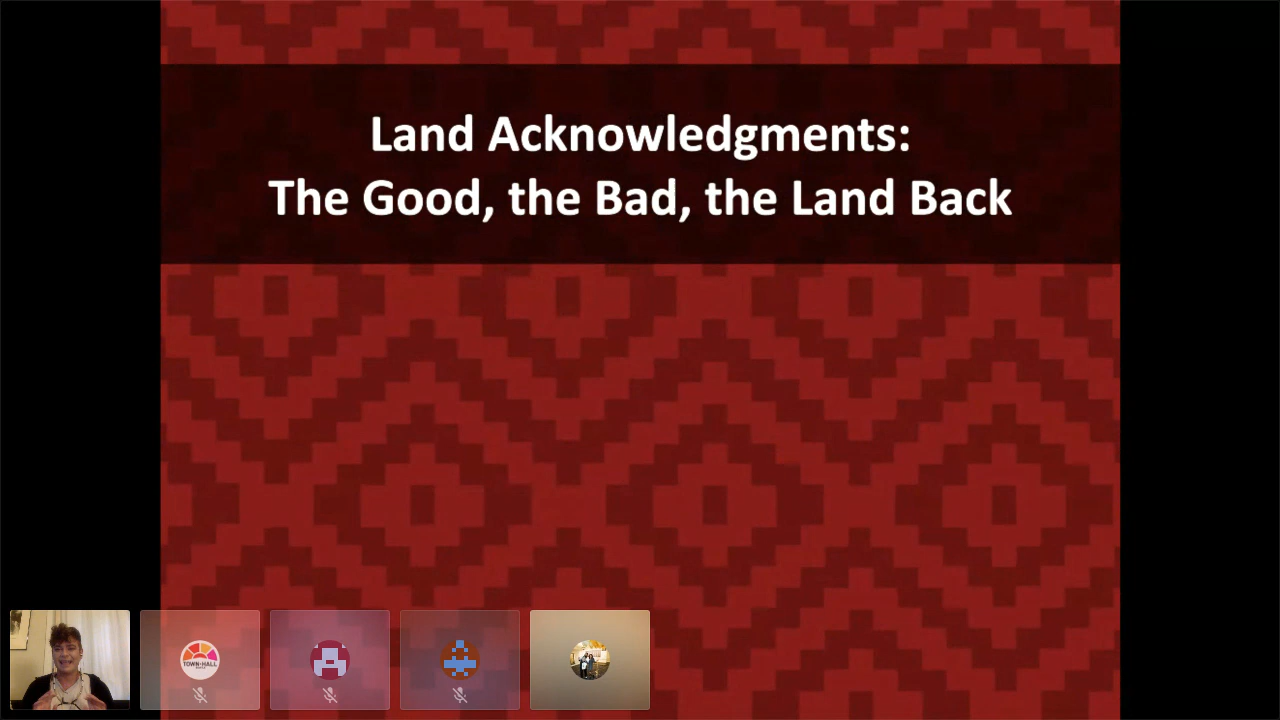 Land Acknowledgments:
The Good, the Bad, the Land Back
TOWN HALL